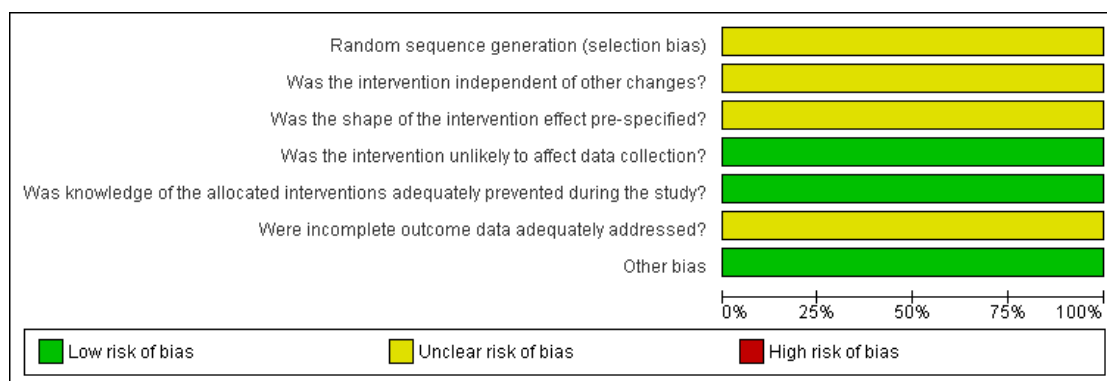 Random sequence generation (selection bias)
Was the intervention independent of other changes?
Was the shape of the intervention effect pre-specified?
Was the intervention unlikely to affect data collection?
Was knowledge of the allocated interventions adequately prevented during the study?
Were incomplete outcome data adequately addressed?
Other bias
0% 25% 50% 75% 100%
Low risk of bias Unclear risk of bias High risk of bias